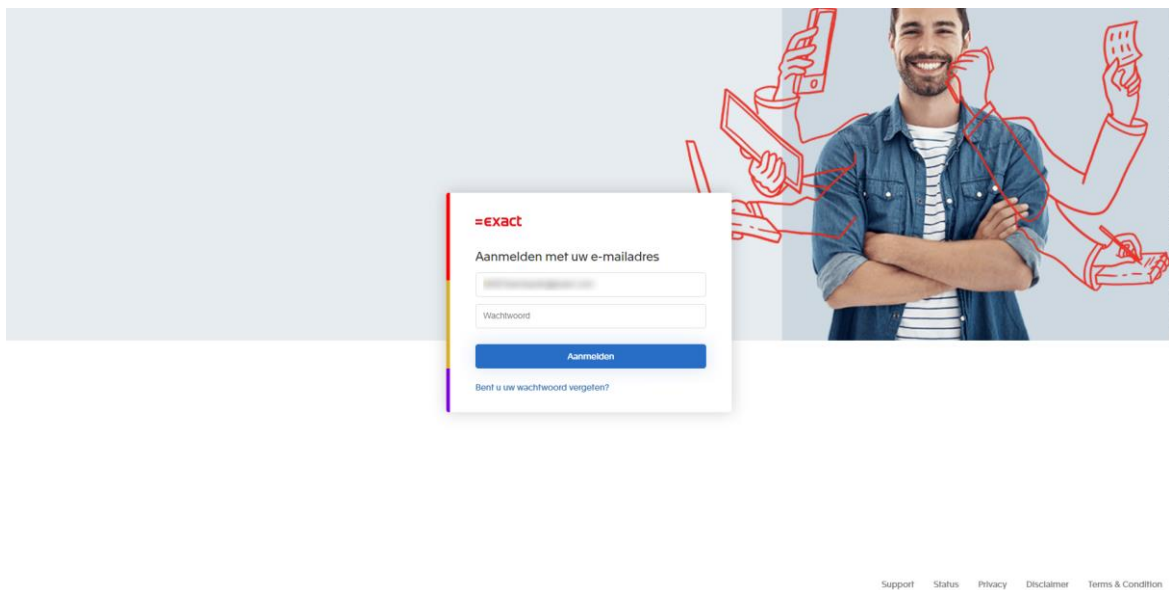 =exact
Aanmelden met uw e-mailadres
Wachtwoord
Aanmelden
Bent u uw wachtwoord vergeten?
Support Status Privacy Disclaimer Terms & Condition